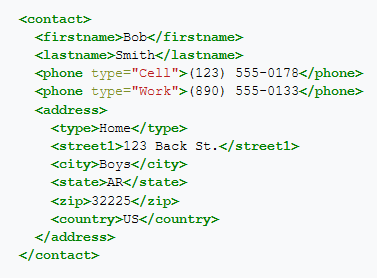 <contact>
  <firstname>Bob</firstname>
  <lastname>Smith</lastname>
  <phone type="Cell">(123) 555-0178</phone>
  <phone type="Work">(890) 555-0133</phone>
  <address>
    <type>Home</type>
    <street1>123 Back St.</street1>
    <city>Boys</city>
    <state>AR</state>
    <zip>32225</zip>
    <country>US</country>
  </address>
</contact>